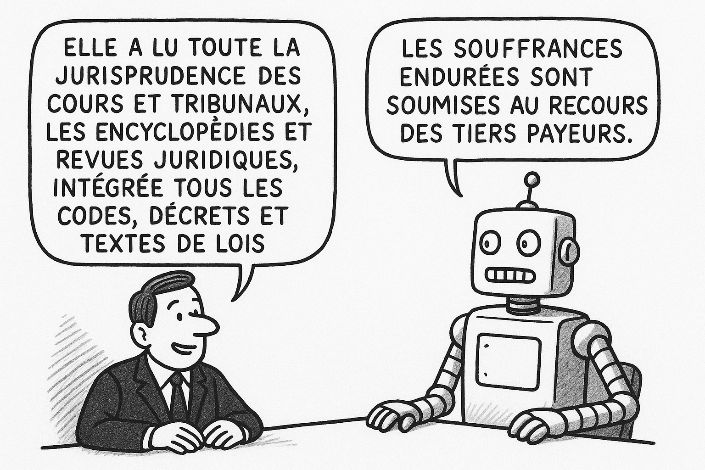 ELLE A LU TOUTE LA
JURISPRUDENCE DES
COURS ET TRIBUNAUX,
LES ENCYCLOPÈDIES ET
REVUES JURIDIQUES,
INTÉGRÉE TOUS LES
CODES, DÉCRETS ET
TEXTES DE LOIS
LES SOUFFRANCES
ENDURÉES SONT
SOUMISES AU RECOURS
DES TIERS PAYEURS.